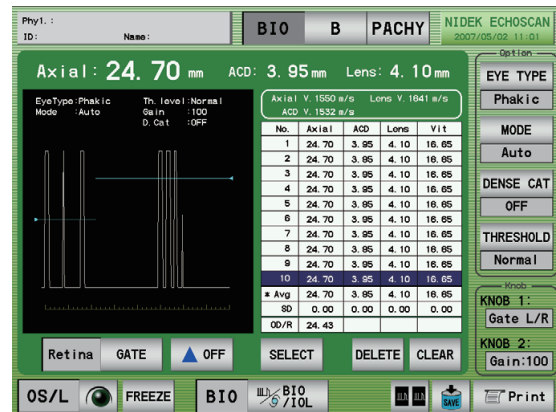 Phy1. :
ID: Name:
BIO B PACHY
NIDEK ECHOSCAN
2007/05/02 11:01
Axial: 24. 70 mm ACD: 3. 95 mm Lens: 4. 10 mm
EyeType:Phakic Th. level:Normal
Mode :Auto Gain :100
D. Cat :OFF
Axial V. 1550 m/s Lens V. 1641 m/s
ACD V. 1532 m/s
No. Axial ACD Lens Vit
1 24. 70 3. 95 4. 10 16. 65
2 24. 70 3. 95 4. 10 16. 65
3 24. 70 3. 95 4. 10 16. 65
4 24. 70 3. 95 4. 10 16. 65
5 24. 70 3. 95 4. 10 16. 65
6 24. 70 3. 95 4. 10 16. 65
7 24. 70 3. 95 4. 10 16. 65
8 24. 70 3. 95 4. 10 16. 65
9 24. 70 3. 95 4. 10 16. 65
10 24. 70 3. 95 4. 10 16. 65
* Avg 24. 70 3. 95 4. 10 16. 65
SD 0. 00 0. 00 0. 00 0. 00
OD/R 24. 43
Option
EYE TYPE
Phakic
MODE
Auto
DENSE CAT
OFF
THRESHOLD
Normal
Knob
KNOB 1:
Gate L/R
KNOB 2:
Gain:100
Retina GATE OFF SELECT DELETE CLEAR
OS/L FREEZE BIO BIO
/IOL
SAVE Print